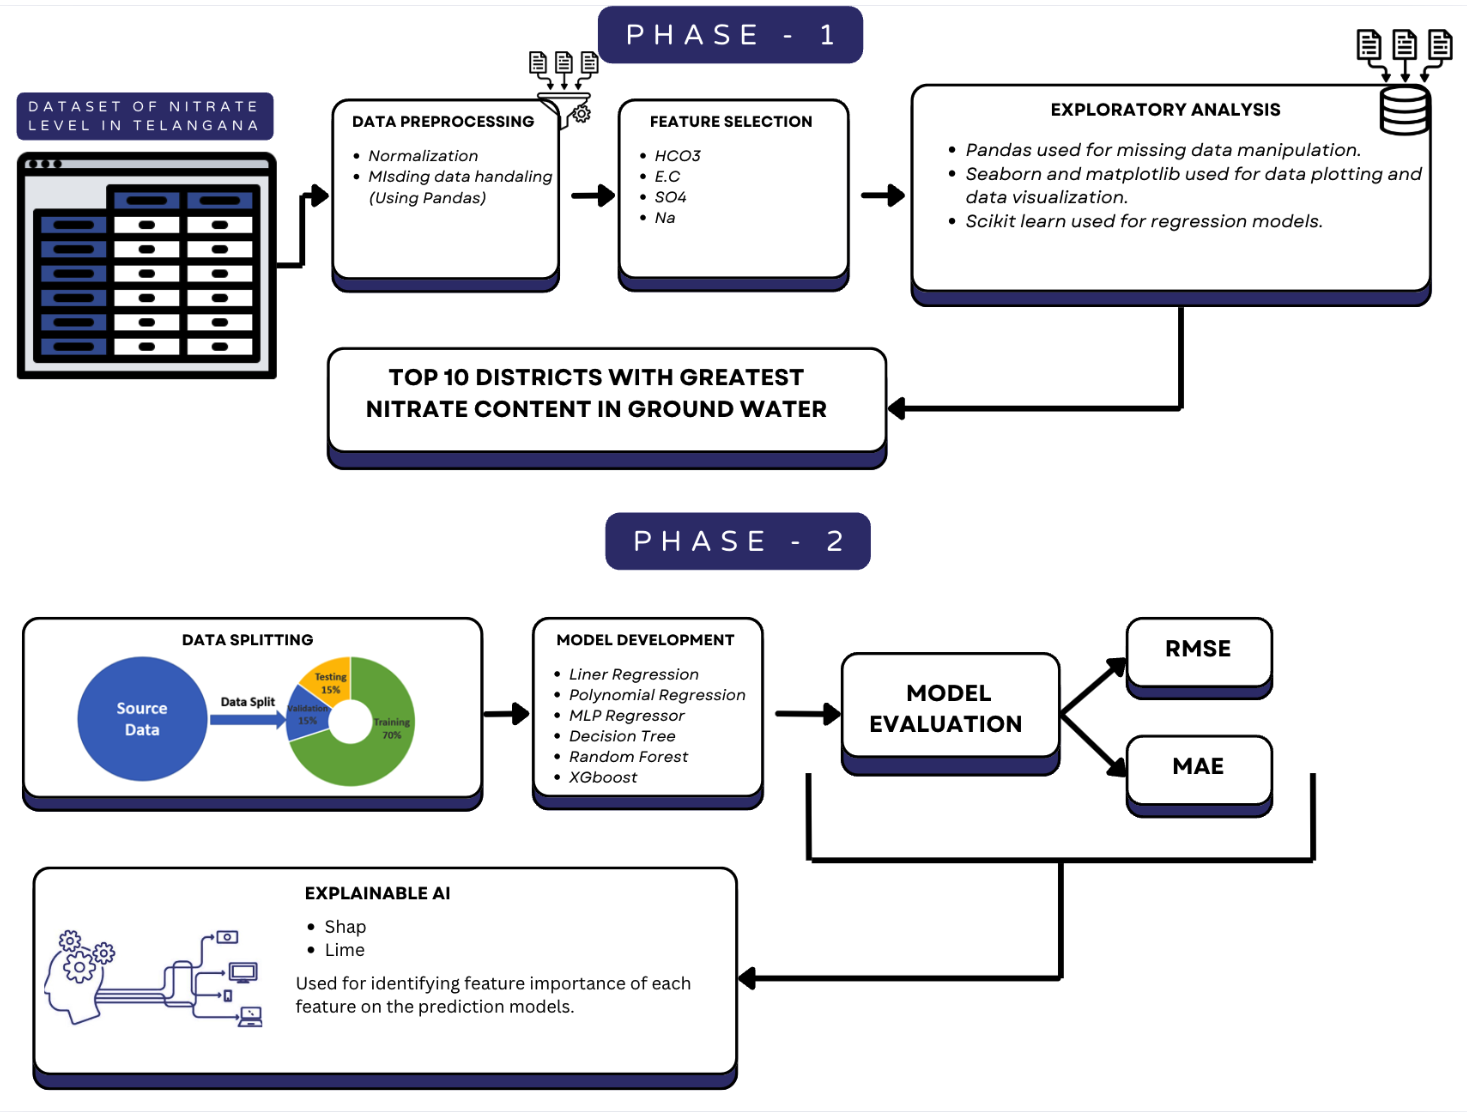 PHASE - 1
DATASET OF NITRATE
LEVEL IN TELANGANA
DATA PREPROCESSING
• Normalization
• MIsding data handaling
(Using Pandas)
FEATURE SELECTION
• HCO3
• E.C
• SO4
• Na
EXPLORATORY ANALYSIS
• Pandas used for missing data manipulation.
• Seaborn and matplotlib used for data plotting and
data visualization.
• Scikit learn used for regression models.
TOP 10 DISTRICTS WITH GREATEST
NITRATE CONTENT IN GROUND WATER
PHASE - 2
DATA SPLITTING
Source
Data
Data Split
Testing
15%
Validation
15%
Training
70%
MODEL DEVELOPMENT
• Liner Regression
• Polynomial Regression
• MLP Regressor
• Decision Tree
• Random Forest
• XGboost
MODEL
EVALUATION
RMSE
MAE
EXPLAINABLE AI
• Shap
• Lime
Used for identifying feature importance of each
feature on the prediction models.